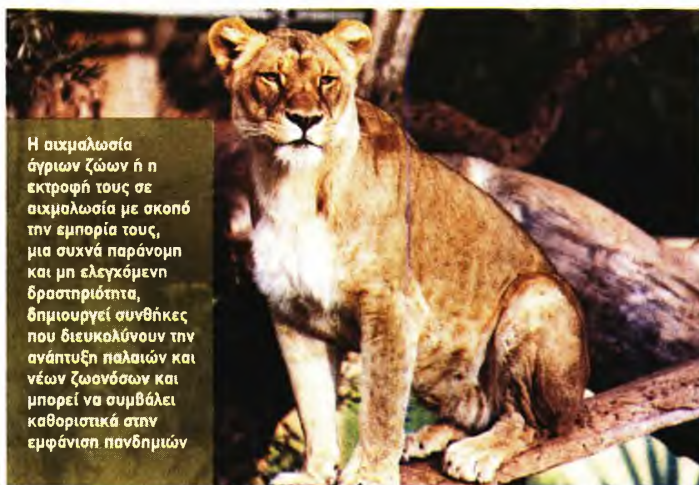 Η αιχμαλωσία
άγριων ζώων ή η
εκτροφή τους σε
αιχμαλωσία με σκοπό
την εμπορία τους,
μια συχνά παράνομη
και μη ελεγχόμενη
δραστηριότητα,
δημιουργεί συνθήκες
που διευκολύνουν την
ανάπτυξη παλαιών και
νέων ζωονόσων και
μπορεί να συμβάλει
καθοριστικά στην
εμφάνιση πανδημιών